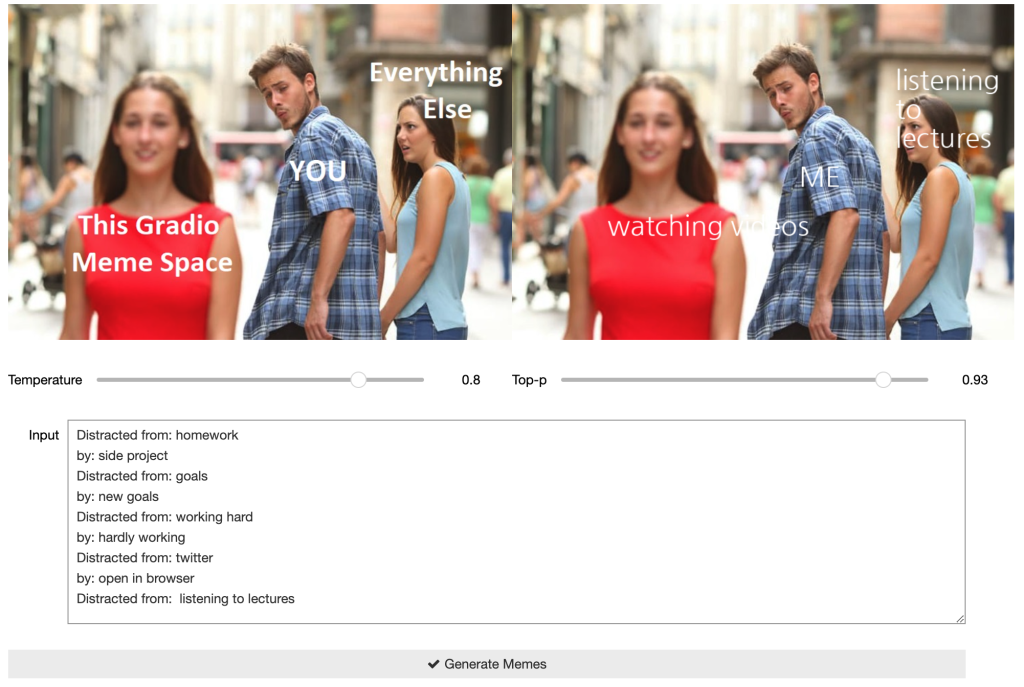 Everything
Else
YOU
This Gradio
Meme Space
listening
to
lectures
ME
watching videos
Temperature 0.8
Top-p 0.93
Input
Distracted from: homework
by: side project
Distracted from: goals
by: new goals
Distracted from: working hard
by: hardly working
Distracted from: twitter
by: open in browser
Distracted from:  listening to lectures
✔ Generate Memes